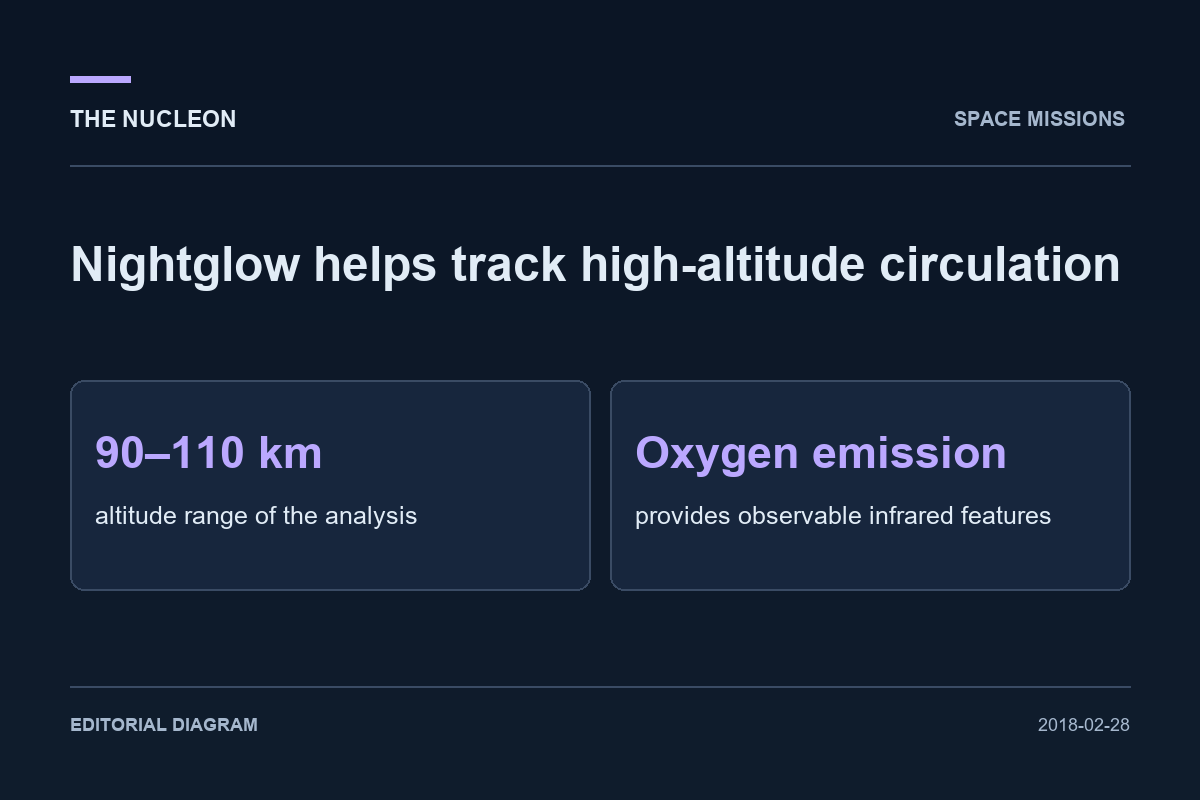 THE NUCLEON
SPACE MISSIONS
Nightglow helps track high-altitude circulation
90–110 km
altitude range of the analysis
Oxygen emission
provides observable infrared features
EDITORIAL DIAGRAM
2018-02-28